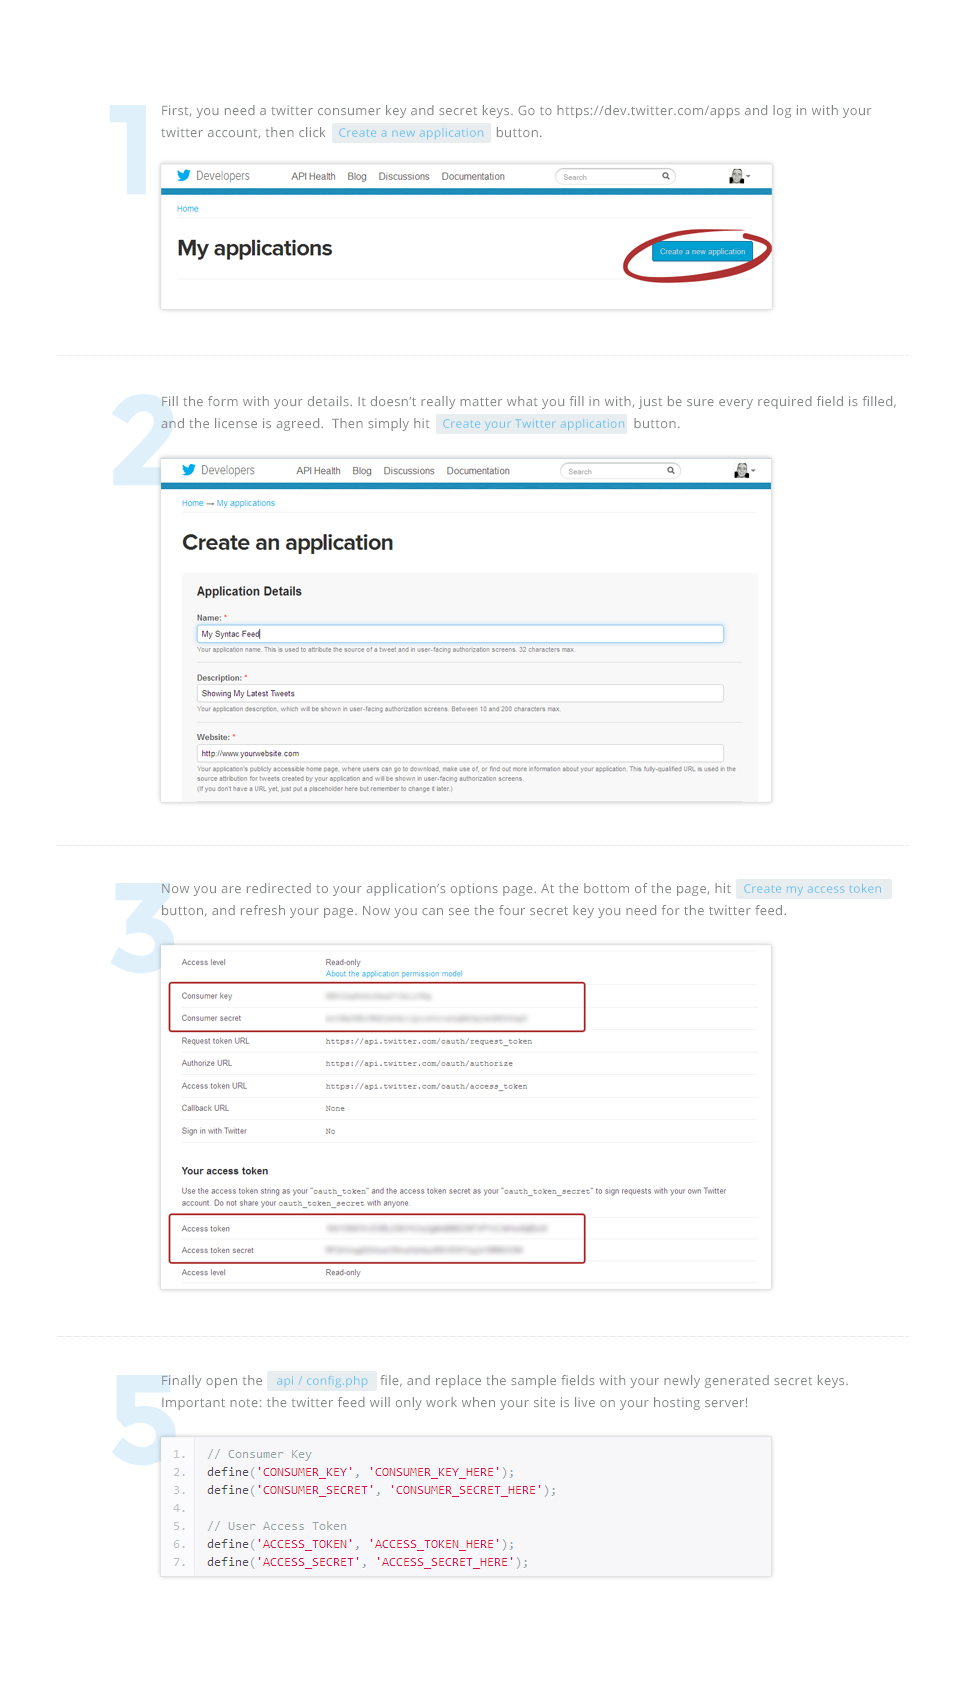 1
First, you need a twitter consumer key and secret keys. Go to https://dev.twitter.com/apps and log in with your
twitter account, then click Create a new application button.
Developers API Health Blog Discussions Documentation Search
Home
My applications
Create a new application
2
Fill the form with your details. It doesn't really matter what you fill in with, just be sure every required field is filled,
and the license is agreed. Then simply hit Create your Twitter application button.
Developers API Health Blog Discussions Documentation Search
Home → My applications
Create an application
Application Details
Name: *
My Syntac Feed
Your application name. This is used to attribute the source of a tweet and in user-facing authorization screens. 32 characters max.
Description: *
Showing My Latest Tweets
Your application description, which will be shown in user-facing authorization screens. Between 10 and 200 characters max.
Website: *
http://www.yourwebsite.com
Your application's publicly accessible home page, where users can go to download, make use of, or find out more information about your application. This fully-qualified URL is used in the
source attribution for tweets created by your application and will be shown in user-facing authorization screens.
(If you don't have a URL yet, just put a placeholder here but remember to change it later.)
3
Now you are redirected to your application's options page. At the bottom of the page, hit Create my access token
button, and refresh your page. Now you can see the four secret key you need for the twitter feed.
Access level Read-only
About the application permission model
Consumer key
Consumer secret
Request token URL https://api.twitter.com/oauth/request_token
Authorize URL https://api.twitter.com/oauth/authorize
Access token URL https://api.twitter.com/oauth/access_token
Callback URL None
Sign in with Twitter No
Your access token
Use the access token string as your "oauth_token" and the access token secret as your "oauth_token_secret" to sign requests with your own Twitter
account. Do not share your oauth_token_secret with anyone.
Access token
Access token secret
Access level Read-only
5
Finally open the api / config.php file, and replace the sample fields with your newly generated secret keys.
Important note: the twitter feed will only work when your site is live on your hosting server!
1. // Consumer Key
2. define('CONSUMER_KEY', 'CONSUMER_KEY_HERE');
3. define('CONSUMER_SECRET', 'CONSUMER_SECRET_HERE');
4.
5. // User Access Token
6. define('ACCESS_TOKEN', 'ACCESS_TOKEN_HERE');
7. define('ACCESS_SECRET', 'ACCESS_SECRET_HERE');